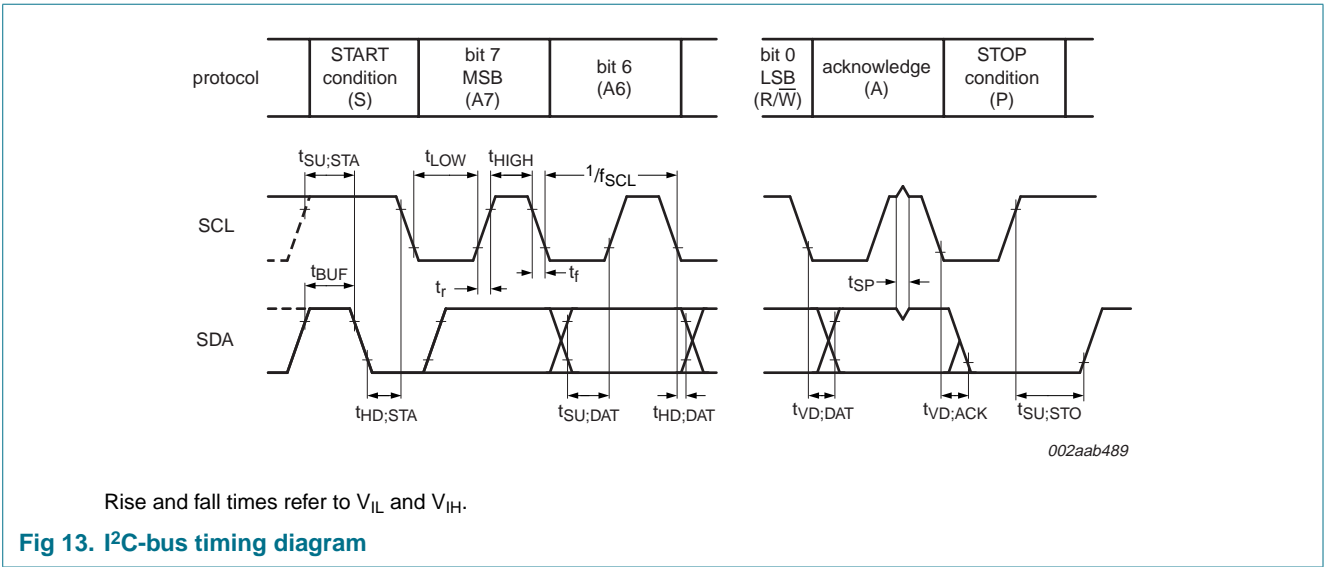 protocol
START
condition
(S)
bit 7
MSB
(A7)
bit 6
(A6)
bit 0
LSB
(R/W̅)
acknowledge
(A)
STOP
condition
(P)
tSU;STA
tLOW
tHIGH
1/fSCL
SCL
tBUF
tr
tf
tSP
SDA
tHD;STA
tSU;DAT
tHD;DAT
tVD;DAT
tVD;ACK
tSU;STO
002aab489
Rise and fall times refer to VIL and VIH.
Fig 13. I²C-bus timing diagram